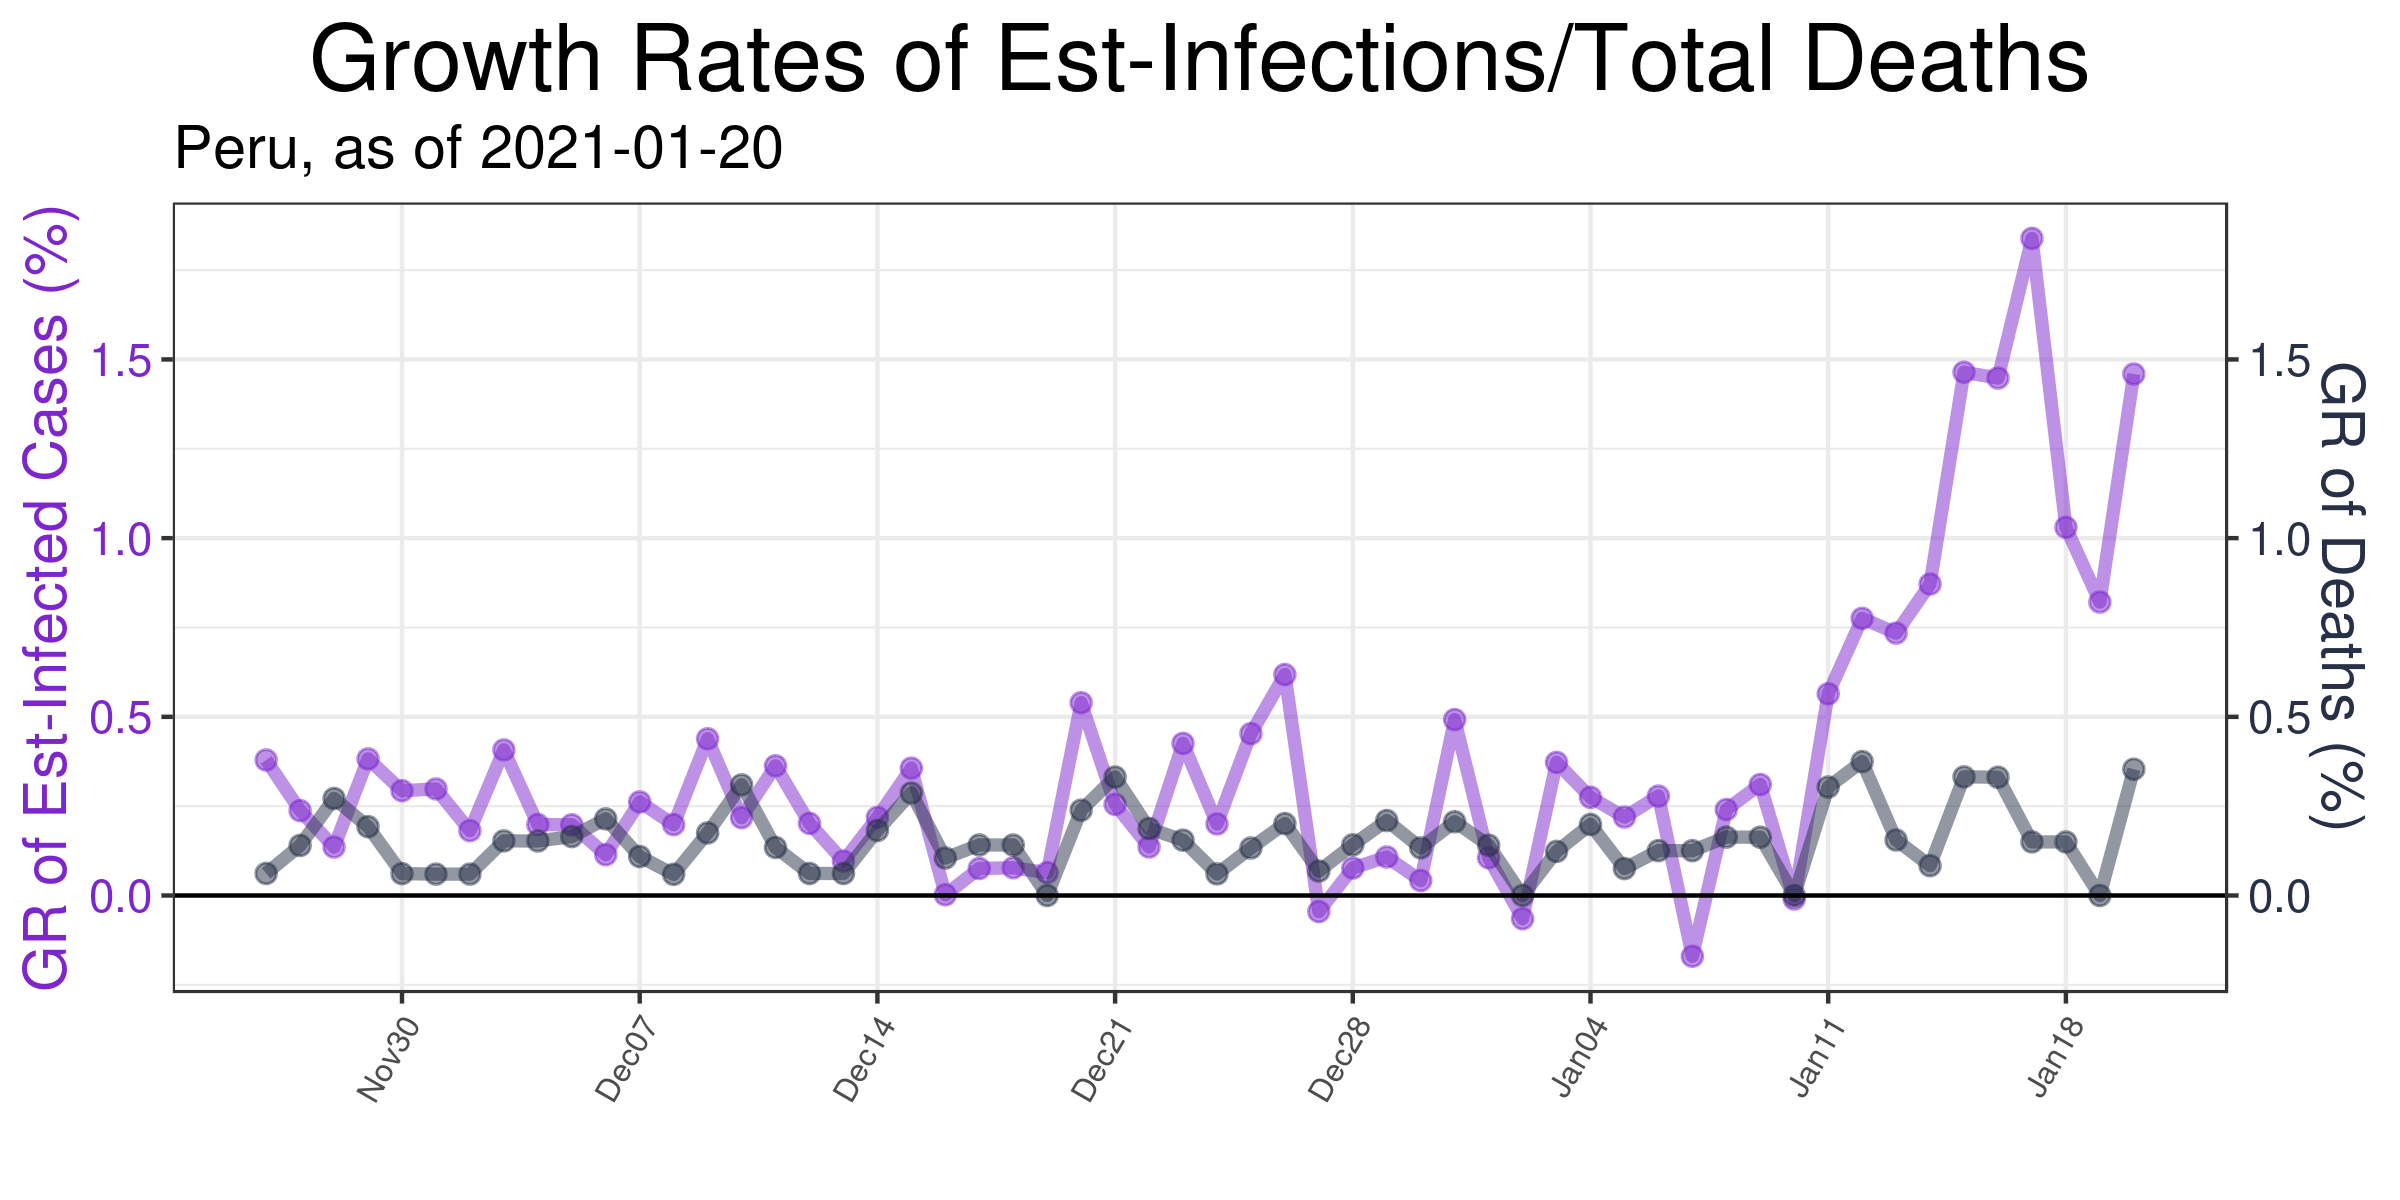 Growth Rates of Est-Infections/Total Deaths
Peru, as of 2021-01-20
GR of Est-Infected Cases (%)
1.5
1.0
0.5
0.0
1.5
1.0
0.5
0.0
GR of Deaths (%)
Nov30
Dec07
Dec14
Dec21
Dec28
Jan04
Jan11
Jan18